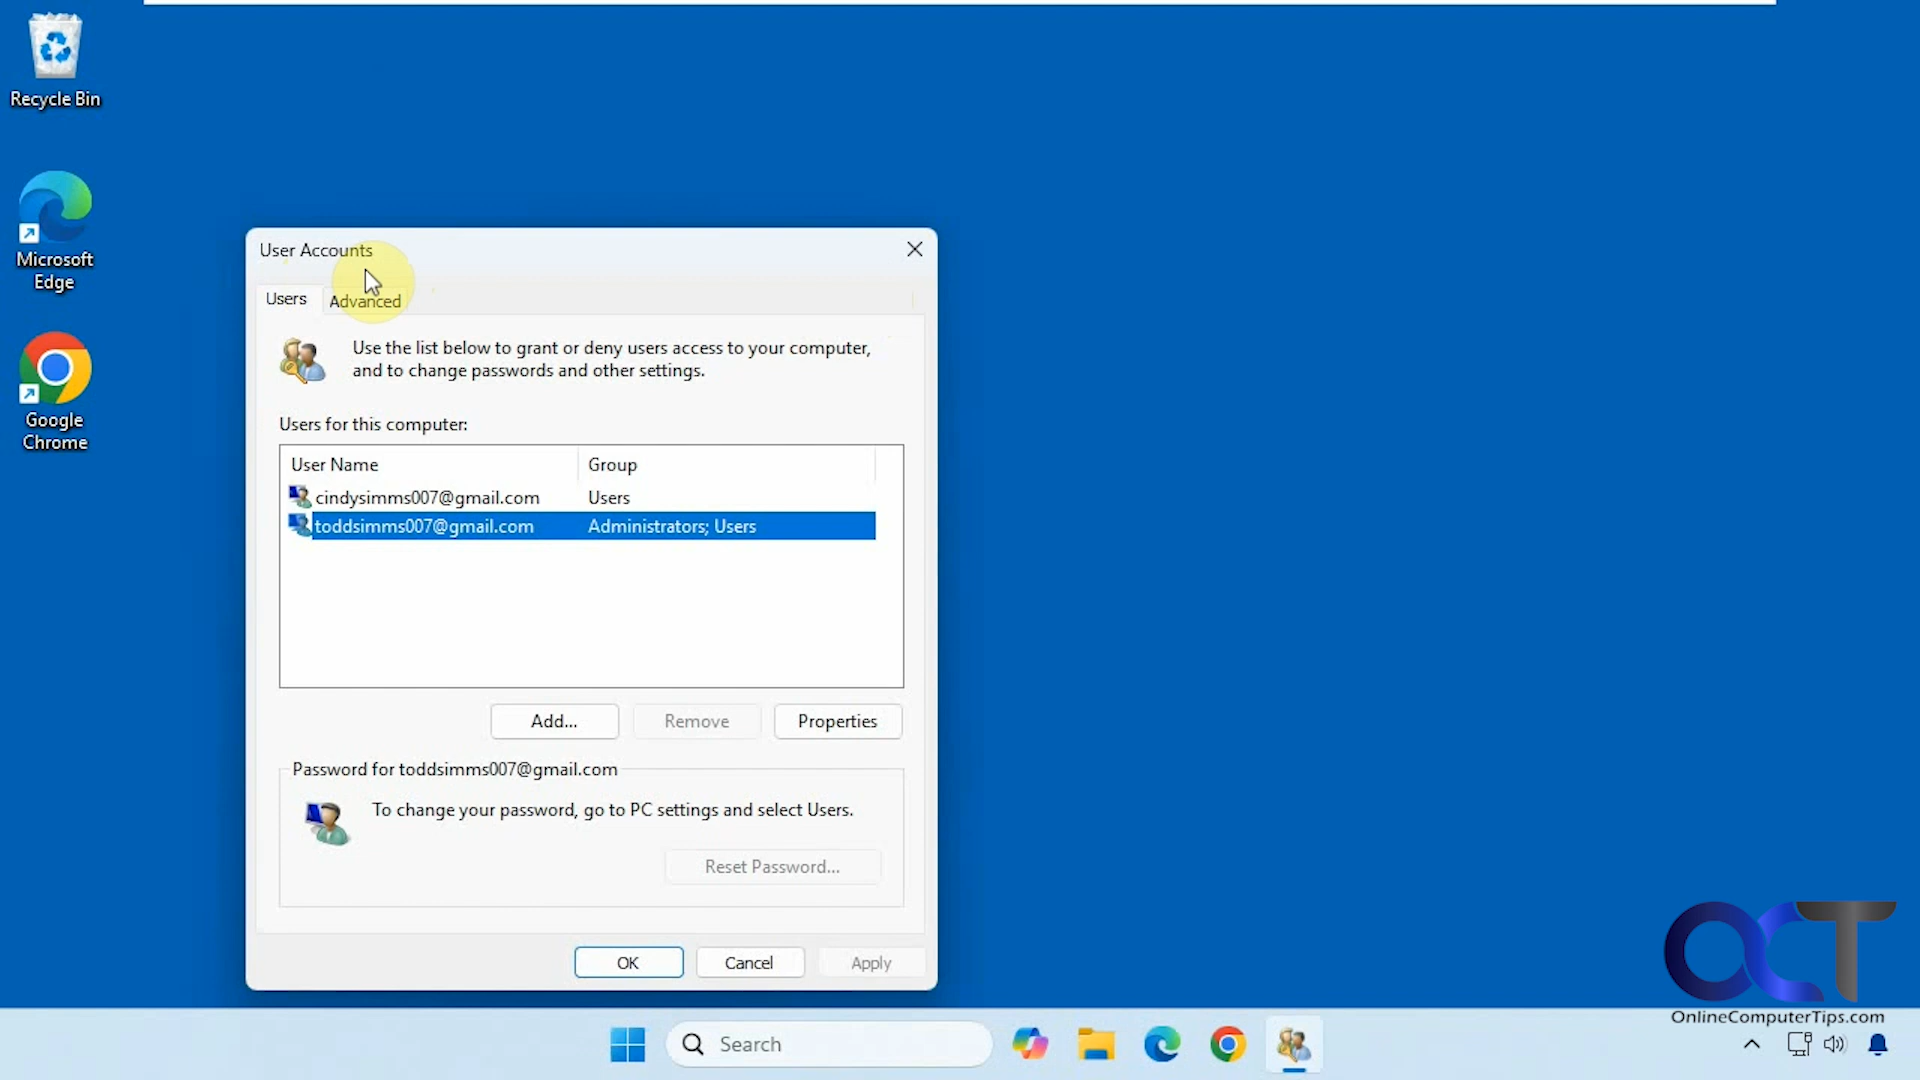 Recycle Bin
Microsoft
Edge
Google
Chrome
User Accounts
Users
Advanced
Use the list below to grant or deny users access to your computer,
and to change passwords and other settings.
Users for this computer:
User Name
Group
cindysimms007@gmail.com
Users
toddsimms007@gmail.com
Administrators; Users
Add...
Remove
Properties
Password for toddsimms007@gmail.com
To change your password, go to PC settings and select Users.
Reset Password...
OK
Cancel
Apply
OCT
OnlineComputerTips.com
Search